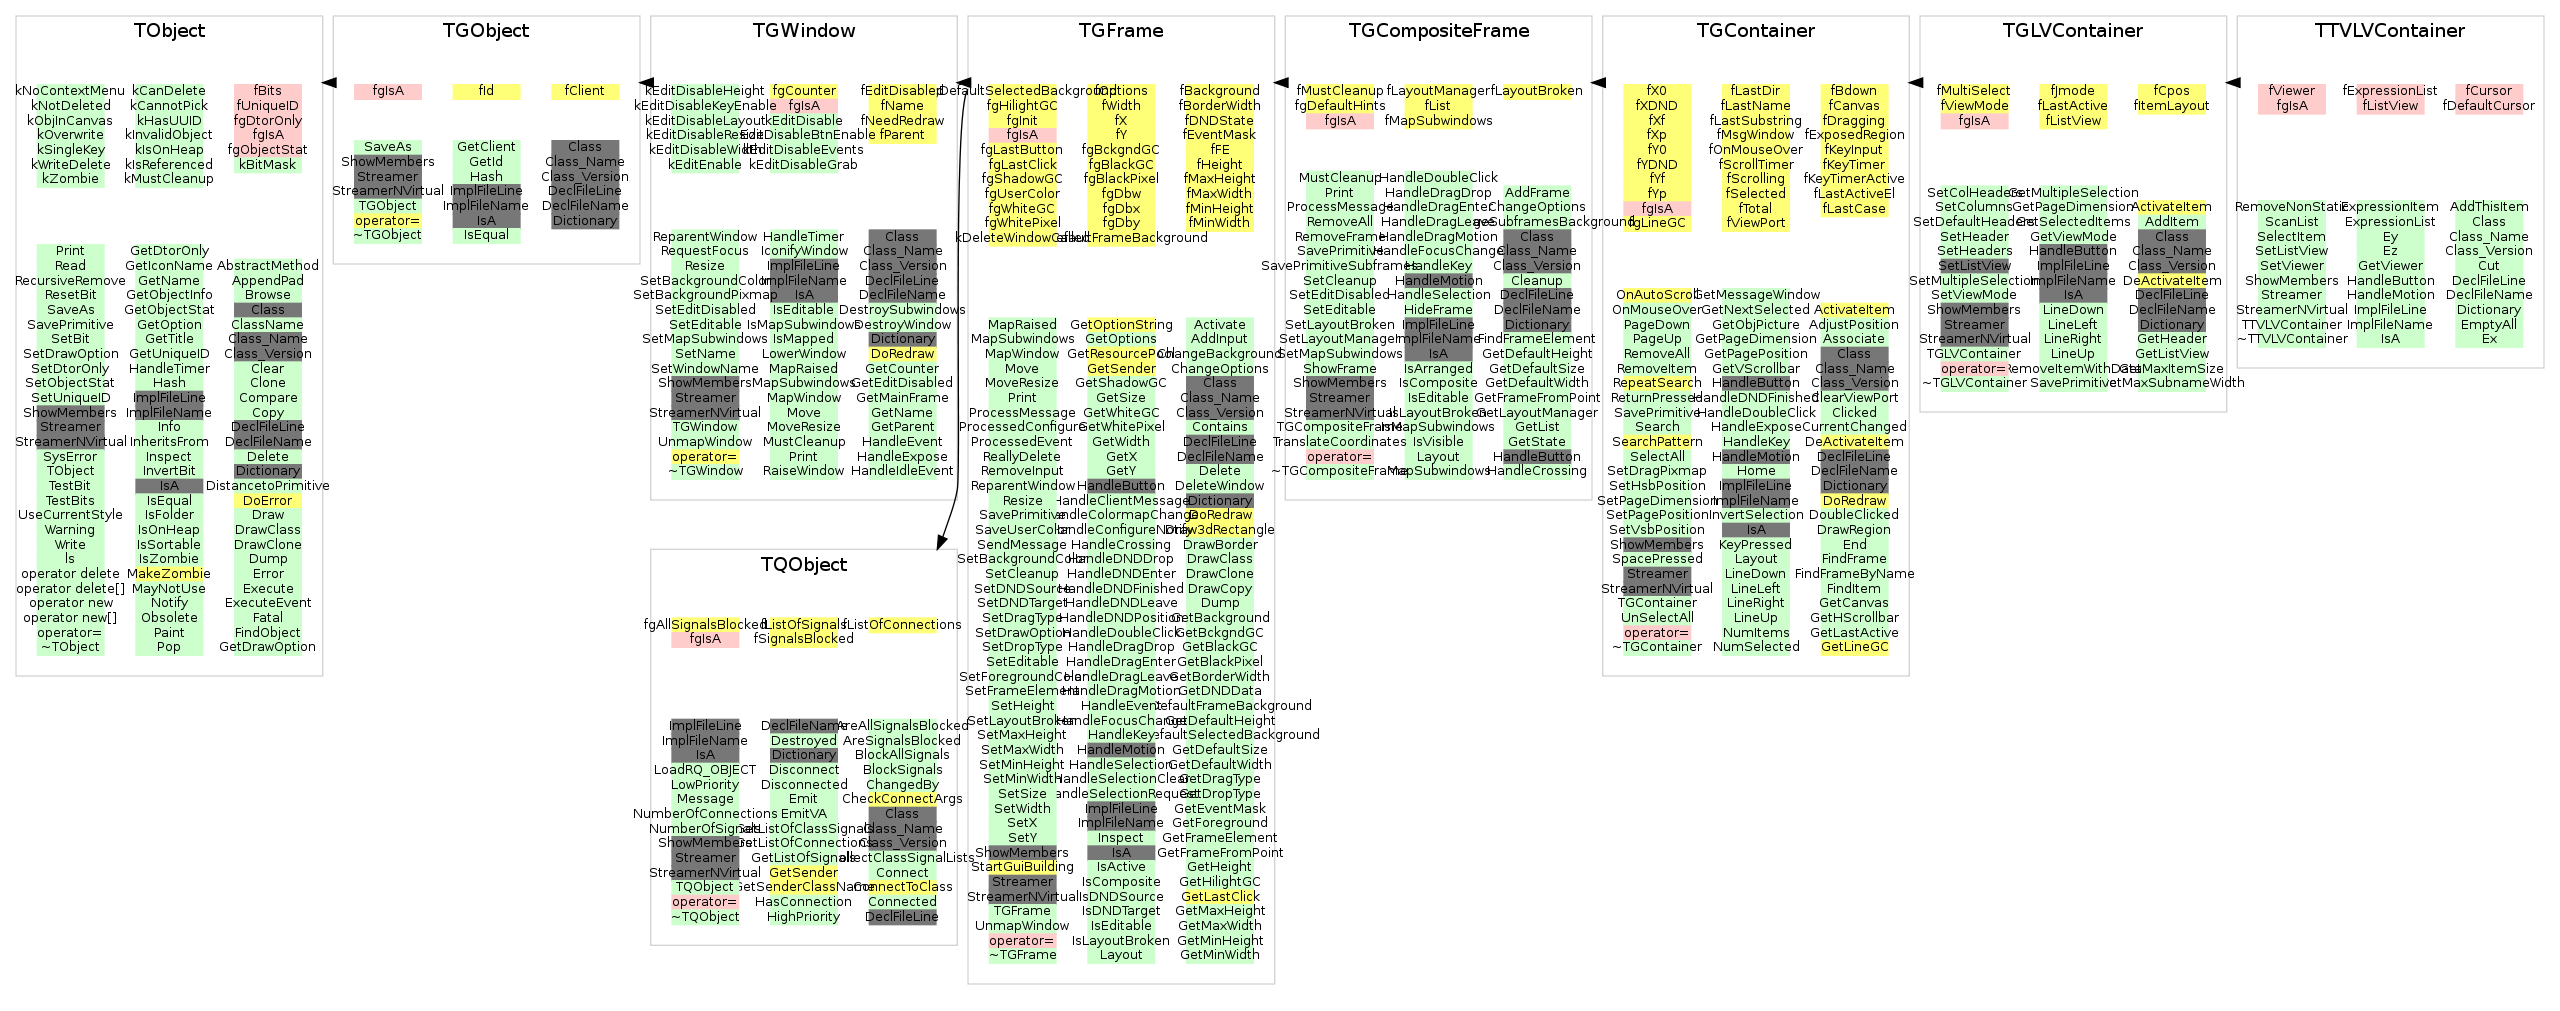 TObject
kNoContextMenu kCanDelete fBits
kNotDeleted kCannotPick fUniqueID
kObjInCanvas kHasUUID fgDtorOnly
kOverwrite kInvalidObject fgIsA
kSingleKey kIsOnHeap fgObjectStat
kWriteDelete kIsReferenced kBitMask
kZombie kMustCleanup
Print GetDtorOnly
Read GetIconName AbstractMethod
RecursiveRemove GetName AppendPad
ResetBit GetObjectInfo Browse
SaveAs GetObjectStat Class
SavePrimitive GetOption ClassName
SetBit GetTitle Class_Name
SetDrawOption GetUniqueID Class_Version
SetDtorOnly HandleTimer Clear
SetObjectStat Hash Clone
SetUniqueID ImplFileLine Compare
ShowMembers ImplFileName Copy
Streamer Info DeclFileLine
StreamerNVirtual InheritsFrom DeclFileName
SysError Inspect Delete
TObject InvertBit Dictionary
TestBit IsA DistancetoPrimitive
TestBits IsEqual DoError
UseCurrentStyle IsFolder Draw
Warning IsOnHeap DrawClass
Write IsSortable DrawClone
ls IsZombie Dump
operator delete MakeZombie Error
operator delete[] MayNotUse Execute
operator new Notify ExecuteEvent
operator new[] Obsolete Fatal
operator= Paint FindObject
~TObject Pop GetDrawOption
TGObject
fgIsA fId fClient
SaveAs GetClient Class
ShowMembers GetId Class_Name
Streamer Hash Class_Version
StreamerNVirtual ImplFileLine DeclFileLine
TGObject ImplFileName DeclFileName
operator= IsA Dictionary
~TGObject IsEqual
TGWindow
kEditDisableHeight fgCounter fEditDisabled
kEditDisableKeyEnable fgIsA fName
kEditDisableLayout kEditDisable fNeedRedraw
kEditDisableResize kEditDisableBtnEnable fParent
kEditDisableWidth kEditDisableEvents
kEditEnable kEditDisableGrab
ReparentWindow HandleTimer Class
RequestFocus IconifyWindow Class_Name
Resize ImplFileLine Class_Version
SetBackgroundColor ImplFileName DeclFileLine
SetBackgroundPixmap IsA DeclFileName
SetEditDisabled IsEditable DestroySubwindows
SetEditable IsMapSubwindows DestroyWindow
SetMapSubwindows IsMapped Dictionary
SetName LowerWindow DoRedraw
SetWindowName MapRaised GetCounter
ShowMembers MapSubwindows GetEditDisabled
Streamer MapWindow GetMainFrame
StreamerNVirtual Move GetName
TGWindow MoveResize GetParent
UnmapWindow MustCleanup HandleEvent
operator= Print HandleExpose
~TGWindow RaiseWindow HandleIdleEvent
TQObject
fgAllSignalsBlocked fListOfSignals fListOfConnections
fgIsA fSignalsBlocked
ImplFileLine DeclFileName AreAllSignalsBlocked
ImplFileName Destroyed AreSignalsBlocked
IsA Dictionary BlockAllSignals
LoadRQ_OBJECT Disconnect BlockSignals
LowPriority Disconnected ChangedBy
Message Emit CheckConnectArgs
NumberOfConnections EmitVA Class
NumberOfSignals GetListOfClassSignals Class_Name
ShowMembers GetListOfConnections Class_Version
Streamer GetListOfSignals CollectClassSignalLists
StreamerNVirtual GetSender Connect
TQObject GetSenderClassName ConnectToClass
operator= HasConnection Connected
~TQObject HighPriority DeclFileLine
TGFrame
fgDefaultSelectedBackground fOptions fBackground
fgHilightGC fWidth fBorderWidth
fgInit fX fDNDState
fgIsA fY fEventMask
fgLastButton fgBckgndGC fFE
fgLastClick fgBlackGC fHeight
fgShadowGC fgBlackPixel fMaxHeight
fgUserColor fgDbw fMaxWidth
fgWhiteGC fgDbx fMinHeight
fgWhitePixel fgDby fMinWidth
kDeleteWindowCalled fgDefaultFrameBackground
MapRaised GetOptionString Activate
MapSubwindows GetOptions AddInput
MapWindow GetResourcePool ChangeBackground
Move GetSender ChangeOptions
MoveResize GetShadowGC Class
Print GetSize Class_Name
ProcessMessage GetWhiteGC Class_Version
ProcessedConfigure GetWhitePixel Contains
ProcessedEvent GetWidth DeclFileLine
ReallyDelete GetX DeclFileName
RemoveInput GetY Delete
ReparentWindow HandleButton DeleteWindow
Resize HandleClientMessage Dictionary
SavePrimitive HandleColormapChange DoRedraw
SaveUserColor HandleConfigureNotify Draw3dRectangle
SendMessage HandleCrossing DrawBorder
SetBackgroundColor HandleDNDDrop DrawClass
SetCleanup HandleDNDEnter DrawClone
SetDNDSource HandleDNDFinished DrawCopy
SetDNDTarget HandleDNDLeave Dump
SetDragType HandleDNDPosition GetBackground
SetDrawOption HandleDoubleClick GetBckgndGC
SetDropType HandleDragDrop GetBlackGC
SetEditable HandleDragEnter GetBlackPixel
SetForegroundColor HandleDragLeave GetBorderWidth
SetFrameElement HandleDragMotion GetDNDData
SetHeight HandleEvent GetDefaultFrameBackground
SetLayoutBroken HandleFocusChange GetDefaultHeight
SetMaxHeight HandleKey GetDefaultSelectedBackground
SetMaxWidth HandleMotion GetDefaultSize
SetMinHeight HandleSelection GetDefaultWidth
SetMinWidth HandleSelectionClear GetDragType
SetSize HandleSelectionRequest GetDropType
SetWidth ImplFileLine GetEventMask
SetX ImplFileName GetForeground
SetY Inspect GetFrameElement
ShowMembers IsA GetFrameFromPoint
StartGuiBuilding IsActive GetHeight
Streamer IsComposite GetHilightGC
StreamerNVirtual IsDNDSource GetLastClick
TGFrame IsDNDTarget GetMaxHeight
UnmapWindow IsEditable GetMaxWidth
operator= IsLayoutBroken GetMinHeight
~TGFrame Layout GetMinWidth
TGCompositeFrame
fMustCleanup fLayoutManager fLayoutBroken
fgDefaultHints fList
fgIsA fMapSubwindows
MustCleanup HandleDoubleClick
Print HandleDragDrop AddFrame
ProcessMessage HandleDragEnter ChangeOptions
RemoveAll HandleDragLeave ChangeSubframesBackground
RemoveFrame HandleDragMotion Class
SavePrimitive HandleFocusChange Class_Name
SavePrimitiveSubframes HandleKey Class_Version
SetCleanup HandleMotion Cleanup
SetEditDisabled HandleSelection DeclFileLine
SetEditable HideFrame DeclFileName
SetLayoutBroken ImplFileLine Dictionary
SetLayoutManager ImplFileName FindFrameElement
SetMapSubwindows IsA GetDefaultHeight
ShowFrame IsArranged GetDefaultSize
ShowMembers IsComposite GetDefaultWidth
Streamer IsEditable GetFrameFromPoint
StreamerNVirtual IsLayoutBroken GetLayoutManager
TGCompositeFrame IsMapSubwindows GetList
TranslateCoordinates IsVisible GetState
operator= Layout HandleButton
~TGCompositeFrame MapSubwindows HandleCrossing
TGContainer
fX0 fLastDir fBdown
fXDND fLastName fCanvas
fXf fLastSubstring fDragging
fXp fMsgWindow fExposedRegion
fY0 fOnMouseOver fKeyInput
fYDND fScrollTimer fKeyTimer
fYf fScrolling fKeyTimerActive
fYp fSelected fLastActiveEl
fgIsA fTotal fLastCase
fgLineGC fViewPort
OnAutoScroll GetMessageWindow
OnMouseOver GetNextSelected ActivateItem
PageDown GetObjPicture AdjustPosition
PageUp GetPageDimension Associate
RemoveAll GetPagePosition Class
RemoveItem GetVScrollbar Class_Name
RepeatSearch HandleButton Class_Version
ReturnPressed HandleDNDFinished ClearViewPort
SavePrimitive HandleDoubleClick Clicked
Search HandleExpose CurrentChanged
SearchPattern HandleKey DeActivateItem
SelectAll HandleMotion DeclFileLine
SetDragPixmap Home DeclFileName
SetHsbPosition ImplFileLine Dictionary
SetPageDimension ImplFileName DoRedraw
SetPagePosition InvertSelection DoubleClicked
SetVsbPosition IsA DrawRegion
ShowMembers KeyPressed End
SpacePressed Layout FindFrame
Streamer LineDown FindFrameByName
StreamerNVirtual LineLeft FindItem
TGContainer LineRight GetCanvas
UnSelectAll LineUp GetHScrollbar
operator= NumItems GetLastActive
~TGContainer NumSelected GetLineGC
TGLVContainer
fMultiSelect fJmode fCpos
fViewMode fLastActive fItemLayout
fgIsA fListView
SetColHeaders GetMultipleSelection
SetColumns GetPageDimension ActivateItem
SetDefaultHeaders GetSelectedItems AddItem
SetHeader GetViewMode Class
SetHeaders HandleButton Class_Name
SetListView ImplFileLine Class_Version
SetMultipleSelection ImplFileName DeActivateItem
SetViewMode IsA DeclFileLine
ShowMembers LineDown DeclFileName
Streamer LineLeft Dictionary
StreamerNVirtual LineRight GetHeader
TGLVContainer LineUp GetListView
operator= RemoveItemWithData GetMaxItemSize
~TGLVContainer SavePrimitive GetMaxSubnameWidth
TTVLVContainer
fViewer fExpressionList fCursor
fgIsA fListView fDefaultCursor
RemoveNonStatic ExpressionItem AddThisItem
ScanList ExpressionList Class
SelectItem Ey Class_Name
SetListView Ez Class_Version
SetViewer GetViewer Cut
ShowMembers HandleButton DeclFileLine
Streamer HandleMotion DeclFileName
StreamerNVirtual ImplFileLine Dictionary
TTVLVContainer ImplFileName EmptyAll
~TTVLVContainer IsA Ex